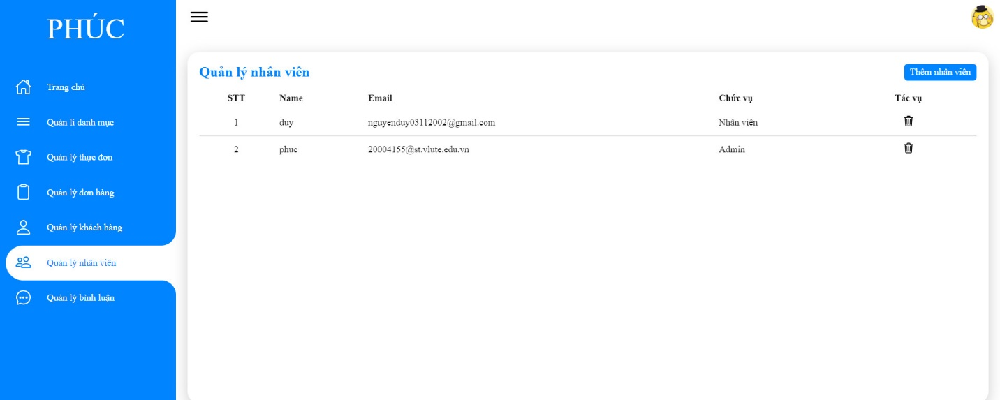 PHÚC
Trang chủ
Quản lí danh mục
Quản lý thực đơn
Quản lý đơn hàng
Quản lý khách hàng
Quản lý nhân viên
Quản lý bình luận
Quản lý nhân viên
Thêm nhân viên
STT Name Email Chức vụ Tác vụ
1 duy nguyenduy03112002@gmail.com Nhân viên
2 phuc 20004155@st.vlute.edu.vn Admin